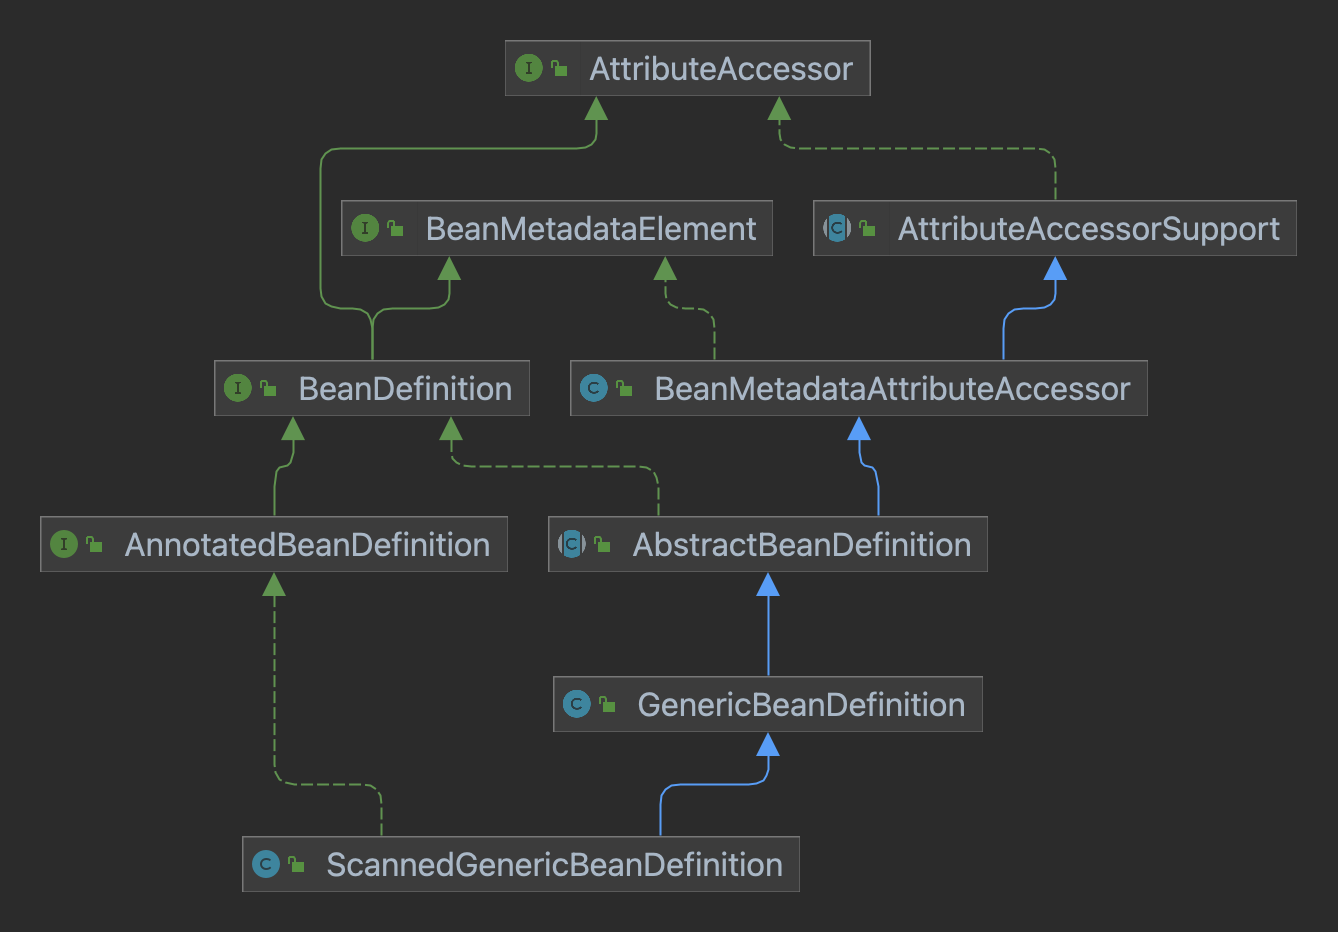 I AttributeAccessor
I BeanMetadataElement
C AttributeAccessorSupport
I BeanDefinition
C BeanMetadataAttributeAccessor
I AnnotatedBeanDefinition
C AbstractBeanDefinition
C GenericBeanDefinition
C ScannedGenericBeanDefinition